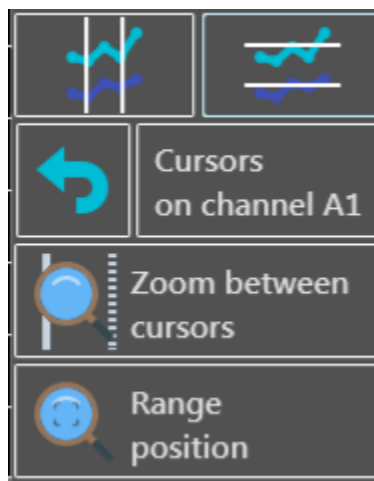 Cursors
on channel A1
Zoom between
cursors
Range
position